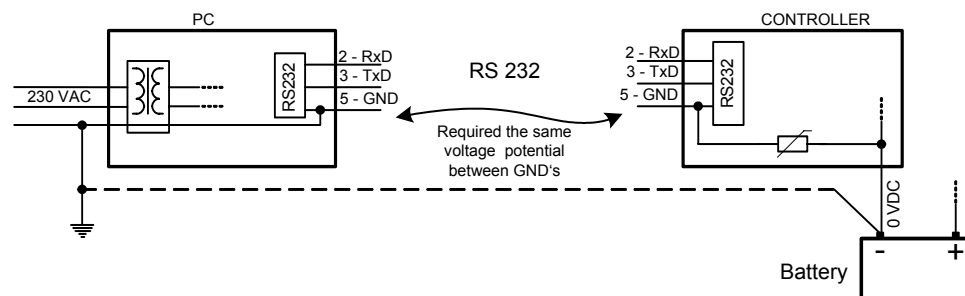 PC
230 VAC
RS232
2 - RxD
3 - TxD
5 - GND
RS 232
Required the same
voltage potential
between GND's
CONTROLLER
2 - RxD
3 - TxD
5 - GND
RS232
0 VDC
Battery
- +